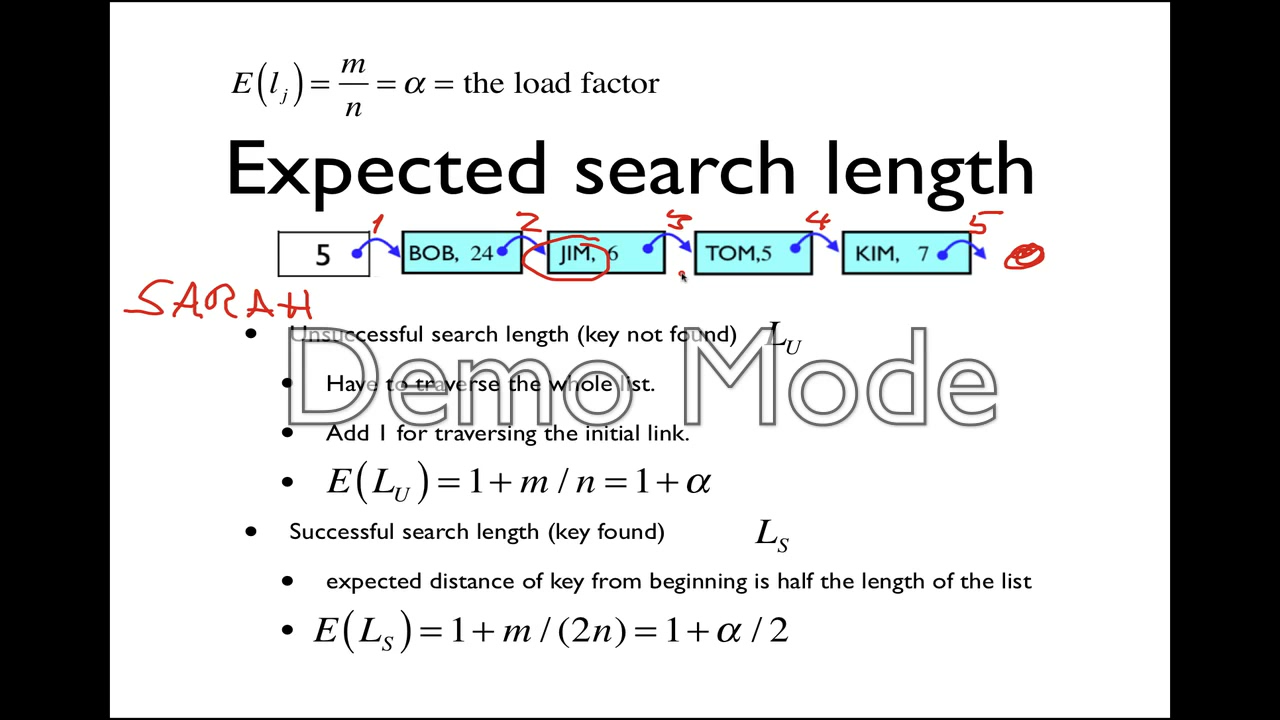 E(l_j) = m/n = α = the load factor
Expected search length
1 2 3 4 5
5 BOB, 24 JIM, 6 TOM,5 KIM, 7
SARAH
• Unsuccessful search length (key not found) L_U
• Have to traverse the whole list.
Demo Mode
• Add 1 for traversing the initial link.
• E(L_U) = 1 + m / n = 1 + α
• Successful search length (key found) L_S
• expected distance of key from beginning is half the length of the list
• E(L_S) = 1 + m / (2n) = 1 + α / 2